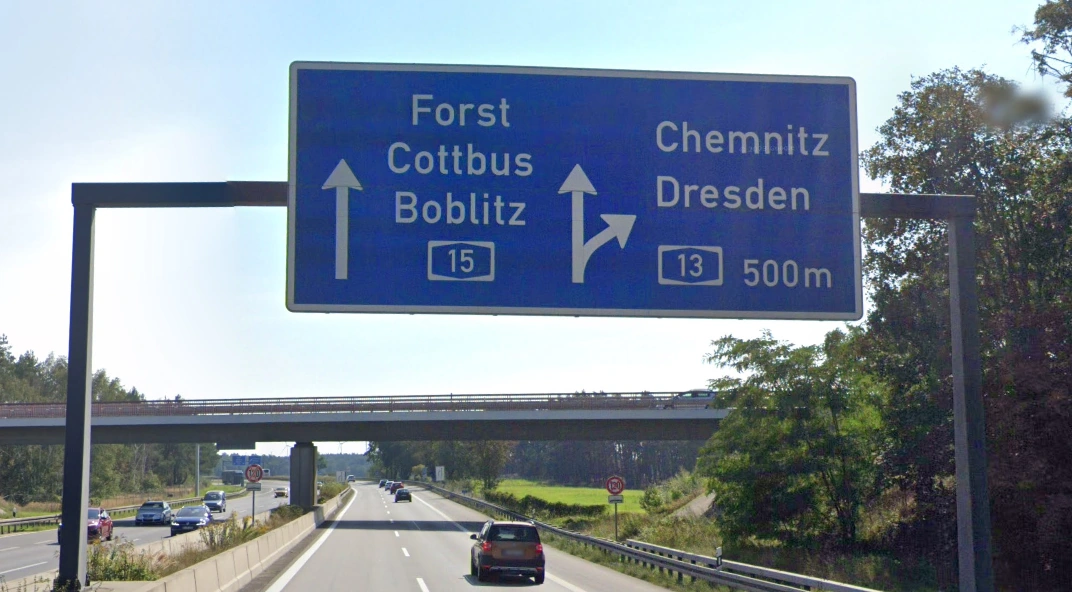 Forst
Cottbus
Boblitz
15
Chemnitz
Dresden
13 500m